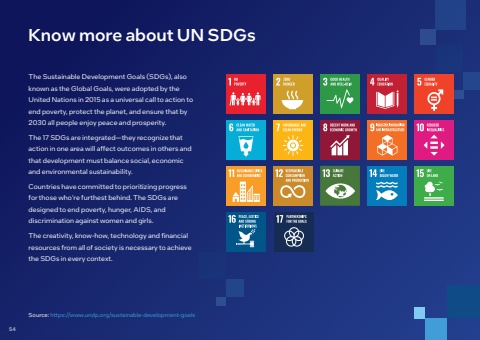 Know more about UN SDGs
The Sustainable Development Goals (SDGs), also
known as the Global Goals, were adopted by the
United Nations in 2015 as a universal call to action to
end poverty, protect the planet, and ensure that by
2030 all people enjoy peace and prosperity.
The 17 SDGs are integrated—they recognize that
action in one area will affect outcomes in others and
that development must balance social, economic
and environmental sustainability.
Countries have committed to prioritizing progress
for those who're furthest behind. The SDGs are
designed to end poverty, hunger, AIDS, and
discrimination against women and girls.
The creativity, know-how, technology and financial
resources from all of society is necessary to achieve
the SDGs in every context.
1 NO
POVERTY
2 ZERO
HUNGER
3 GOOD HEALTH
AND WELL-BEING
4 QUALITY
EDUCATION
5 GENDER
EQUALITY
6 CLEAN WATER
AND SANITATION
7 AFFORDABLE AND
CLEAN ENERGY
8 DECENT WORK AND
ECONOMIC GROWTH
9 INDUSTRY, INNOVATION
AND INFRASTRUCTURE
10 REDUCED
INEQUALITIES
11 SUSTAINABLE CITIES
AND COMMUNITIES
12 RESPONSIBLE
CONSUMPTION
AND PRODUCTION
13 CLIMATE
ACTION
14 LIFE
BELOW WATER
15 LIFE
ON LAND
16 PEACE, JUSTICE
AND STRONG
INSTITUTIONS
17 PARTNERSHIPS
FOR THE GOALS
Source: https://www.undp.org/sustainable-development-goals
54